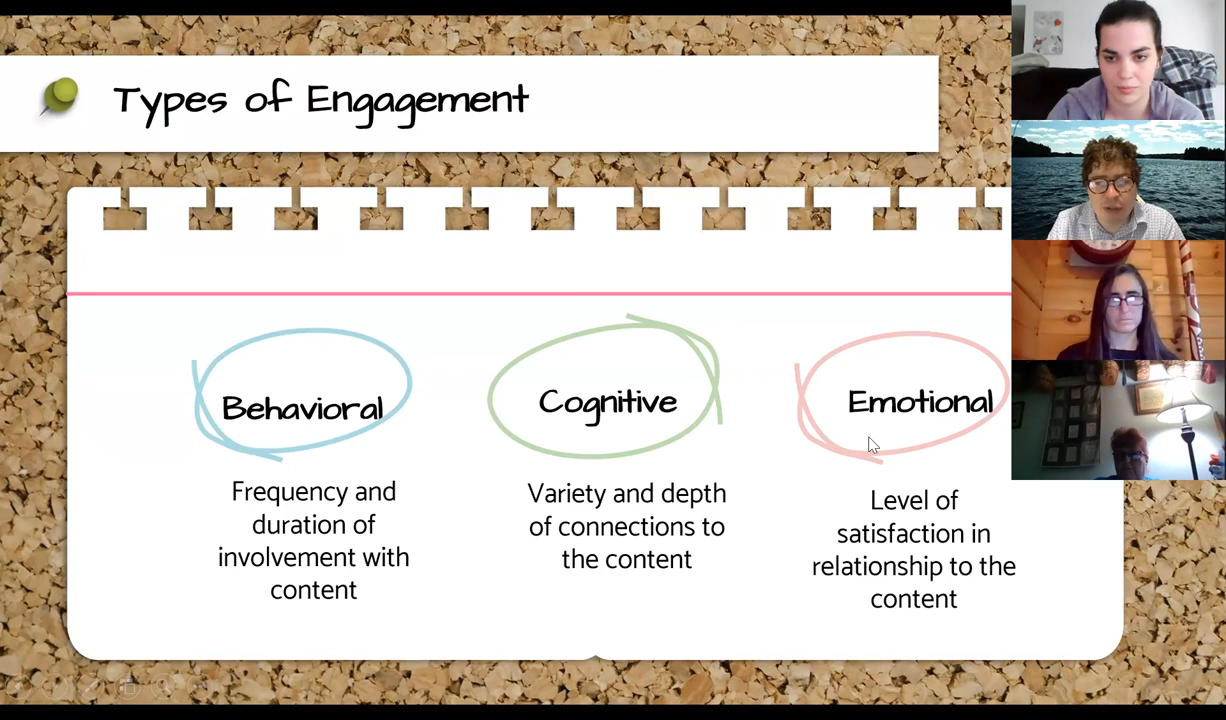 Types of Engagement
Behavioral
Cognitive
Emotional
Frequency and
duration of
involvement with
content
Variety and depth
of connections to
the content
Level of
satisfaction in
relationship to the
content